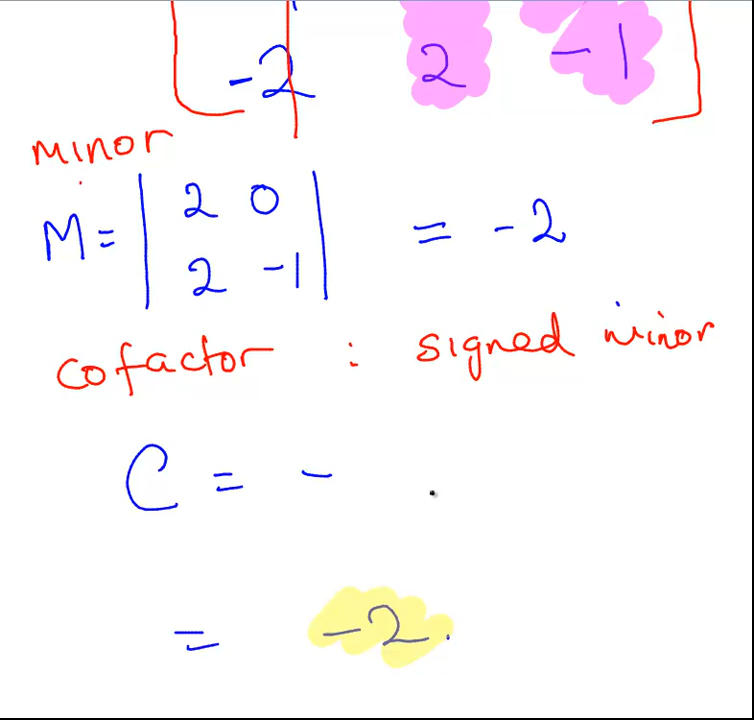 -2 2 -1
minor
M = | 2 0 | = -2
| 2 -1 |
cofactor : signed minor
C = -
= -2.